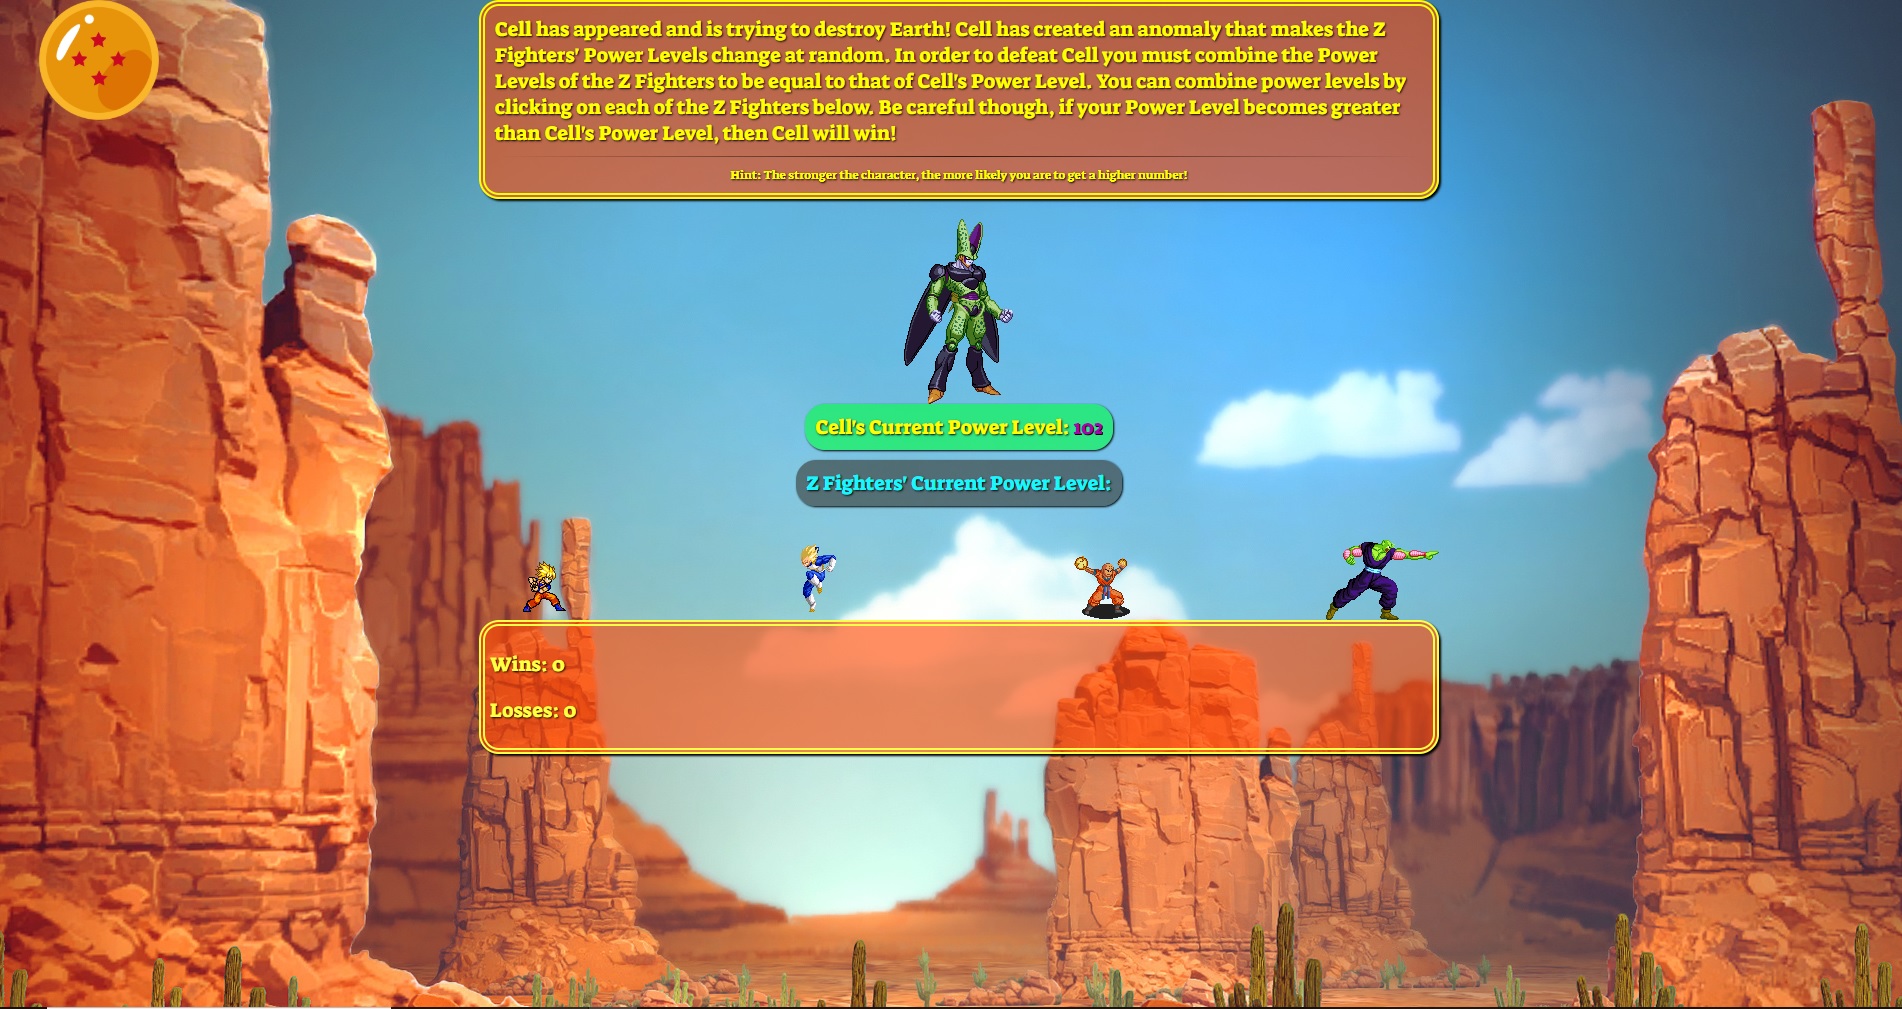 Cell has appeared and is trying to destroy Earth! Cell has created an anomaly that makes the Z
Fighters' Power Levels change at random. In order to defeat Cell you must combine the Power
Levels of the Z Fighters to be equal to that of Cell's Power Level. You can combine power levels by
clicking on each of the Z Fighters below. Be careful though, if your Power Level becomes greater
than Cell's Power Level, then Cell will win!
Hint: The stronger the character, the more likely you are to get a higher number!
Cell's Current Power Level: 102
Z Fighters' Current Power Level:
Wins: 0
Losses: 0